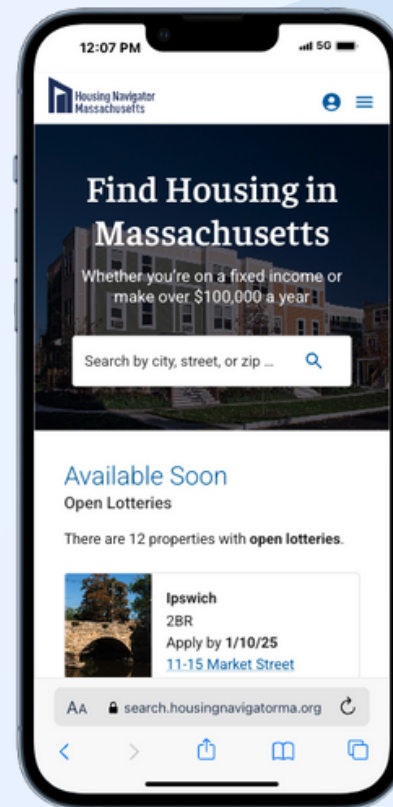 12:07 PM
5G
Housing Navigator
Massachusetts
Find Housing in
Massachusetts
Whether you're on a fixed income or
make over $100,000 a year
Search by city, street, or zip ...
Available Soon
Open Lotteries
There are 12 properties with open lotteries.
Ipswich
2BR
Apply by 1/10/25
11-15 Market Street
AA search.housingnavigatorma.org